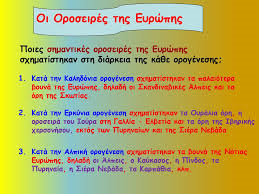 Οι Οροσειρές της Ευρώπης
Ποιες σημαντικές οροσειρές της Ευρώπης
σχηματίστηκαν στη διάρκεια της κάθε ορογένεσης;
1. Κατά την Καληδόνια ορογένεση σχηματίστηκαν τα παλαιότερα
βουνά της Ευρώπης, δηλαδή οι Σκανδιναβικές Άλπεις και τα
όρη της Σκωτίας.
2. Κατά την Ερκύνια ορογένεση σχηματίστηκαν τα Ουράλια όρη, η
οροσειρά του Ιούρα στη Γαλλία - Ελβετία και τα όρη της Ιβηρικής
χερσονήσου, εκτός των Πυρηναίων και της Σιέρα Νεβάδα
3. Κατά την Αλπική ορογένεση σχηματίστηκαν τα βουνά της Νότιας
Ευρώπης, δηλαδή οι Άλπεις, ο Καύκασος, η Πίνδος, τα
Πυρηναία, η Σιέρα Νεβάδα, τα Καρπάθια, κλπ.